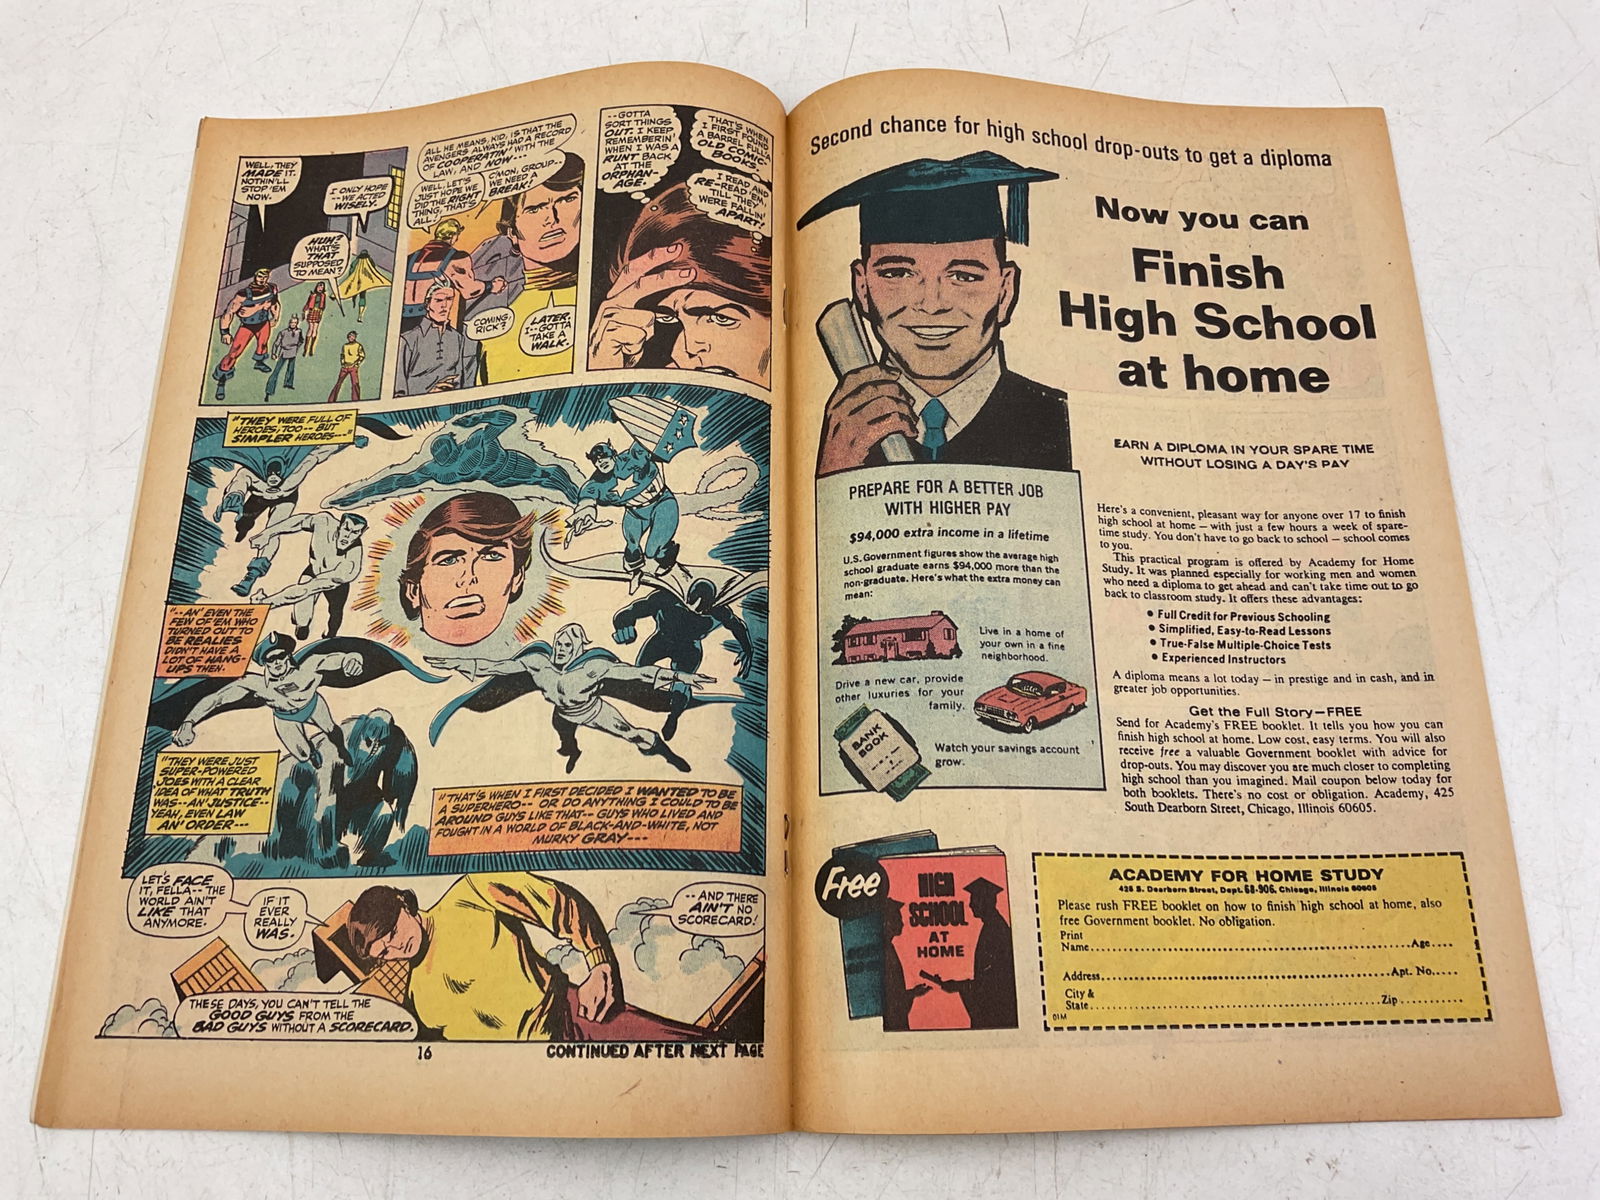 WELL, THEY
MADE IT.
NOTHIN'LL
STOP 'EM
NOW.
I ONLY HOPE
--WE ACTED
WISELY.
HUH?
WHAT'S
THAT
SUPPOSED
TO MEAN?
ALL HE MEANS, KID, IS THAT THE
AVENGERS ALWAYS HAD A RECORD
OF COOPERATIN' WITH THE
LAW; AND NOW---
WELL, LET'S
JUST HOPE WE
DID THE RIGHT
THING, THAT'S
ALL!
C'MON, GROUP--
WE NEED A
BREAK!
COMING,
RICK?
LATER.
I--GOTTA
TAKE A
WALK.
--GOTTA
SORT THINGS
OUT. I KEEP
REMEMBERIN'
WHEN I WAS A
RUNT BACK
AT THE
ORPHAN-
AGE.
THAT'S WHEN
I FIRST FOUND
A BARREL FULL'A
OLD COMIC-
BOOKS.
I READ AND
RE-READ 'EM,
TILL THEY
WERE FALLIN'
APART!
"THEY WERE FULL OF
HEROES, TOO-- BUT
SIMPLER HEROES---"
"--AN' EVEN THE
FEW OF 'EM WHO
TURNED OUT TO
BE REALIES
DIDN'T HAVE A
LOT OF HANG-
UPS THEN.
"THEY WERE JUST
SUPER-POWERED
JOES WITH A CLEAR
IDEA OF WHAT TRUTH
WAS--AN' JUSTICE--
YEAH, EVEN LAW
AN' ORDER---
"THAT'S WHEN I FIRST DECIDED I WANTED TO BE
A SUPERHERO-- OR DO ANYTHING I COULD TO BE
AROUND GUYS LIKE THAT-- GUYS WHO LIVED AND
FOUGHT IN A WORLD OF BLACK-AND-WHITE, NOT
MURKY GRAY---
LET'S FACE
IT, FELLA--THE
WORLD AIN'T
LIKE THAT
ANYMORE.
IF IT
EVER
REALLY
WAS.
--AND THERE
AIN'T NO
SCORECARD!
THESE DAYS, YOU CAN'T TELL THE
GOOD GUYS FROM THE
BAD GUYS WITHOUT A SCORECARD.
16
CONTINUED AFTER NEXT PAGE
Second chance for high school drop-outs to get a diploma
Now you can
Finish
High School
at home
EARN A DIPLOMA IN YOUR SPARE TIME
WITHOUT LOSING A DAY'S PAY
PREPARE FOR A BETTER JOB
WITH HIGHER PAY
$94,000 extra income in a lifetime
U.S. Government figures show the average high
school graduate earns $94,000 more than the
non-graduate. Here's what the extra money can
mean:
Live in a home of
your own in a fine
neighborhood.
Drive a new car, provide
other luxuries for your
family.
BANK
BOOK
Watch your savings account
grow.
Here's a convenient, pleasant way for anyone over 17 to finish
high school at home — with just a few hours a week of spare-
time study. You don't have to go back to school — school comes
to you.
This practical program is offered by Academy for Home
Study. It was planned especially for working men and women
who need a diploma to get ahead and can't take time out to go
back to classroom study. It offers these advantages:
• Full Credit for Previous Schooling
• Simplified, Easy-to-Read Lessons
• True-False Multiple-Choice Tests
• Experienced Instructors
A diploma means a lot today — in prestige and in cash, and in
greater job opportunities.
Get the Full Story—FREE
Send for Academy's FREE booklet. It tells you how you can
finish high school at home. Low cost, easy terms. You will also
receive free a valuable Government booklet with advice for
drop-outs. You may discover you are much closer to completing
high school than you imagined. Mail coupon below today for
both booklets. There's no cost or obligation. Academy, 425
South Dearborn Street, Chicago, Illinois 60605.
Free
HIGH
SCHOOL
AT
HOME
ACADEMY FOR HOME STUDY
425 S. Dearborn Street, Dept. 68-906, Chicago, Illinois 60605
Please rush FREE booklet on how to finish high school at home, also
free Government booklet. No obligation.
Print
Name Age
Address Apt. No.
City &
State Zip
01M